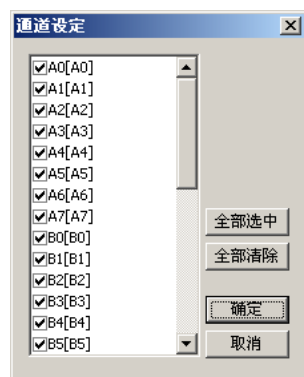 通道设定
A0[A0]
A1[A1]
A2[A2]
A3[A3]
A4[A4]
A5[A5]
A6[A6]
A7[A7]
B0[B0]
B1[B1]
B2[B2]
B3[B3]
B4[B4]
B5[B5]
全部选中
全部清除
确定
取消